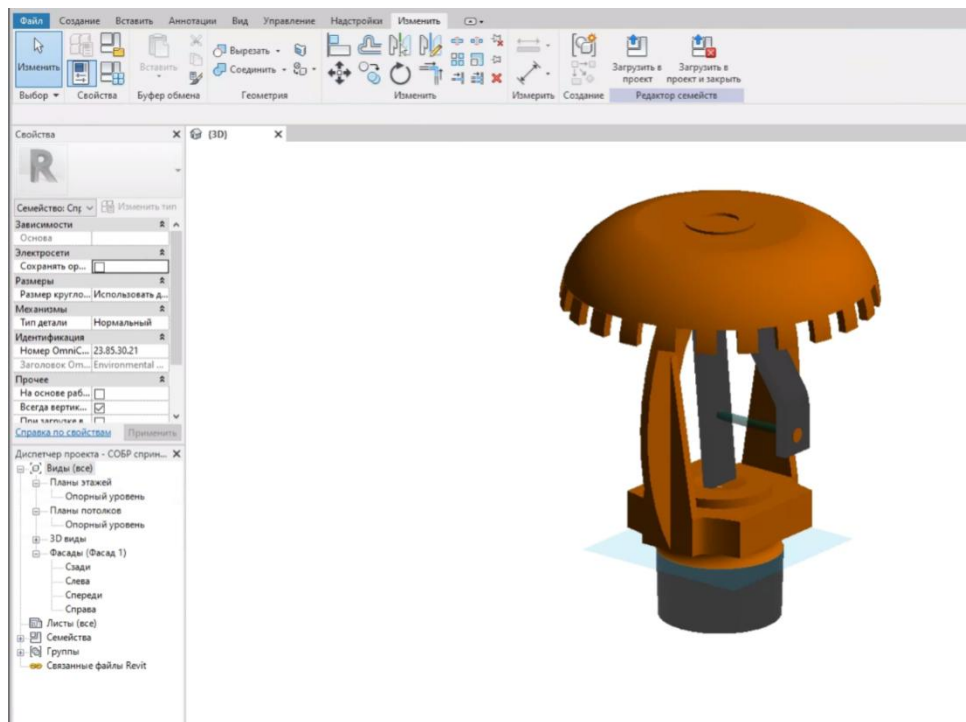 Файл Создание Вставить Аннотации Вид Управление Надстройки Изменить
Изменить
Вставить
Вырезать
Соединить
Загрузить в проект
Загрузить в проект и закрыть
Выбор Свойства Буфер обмена Геометрия Изменить Измерить Создание Редактор семейств
Свойства
{3D}
R
Семейство: Спр Изменить тип
Зависимости
Основа
Электросети
Сохранять ор...
Размеры
Размер кругло... Использовать д...
Механизмы
Тип детали Нормальный
Идентификация
Номер OmniC... 23.85.30.21
Заголовок Om... Environmental ...
Прочее
На основе раб...
Всегда вертик...
При загрузке в
Справка по свойствам Применить
Диспетчер проекта - СОБР сприн...
Виды (все)
Планы этажей
Опорный уровень
Планы потолков
Опорный уровень
3D виды
Фасады (Фасад 1)
Сзади
Слева
Спереди
Справа
Листы (все)
Семейства
Группы
Связанные файлы Revit